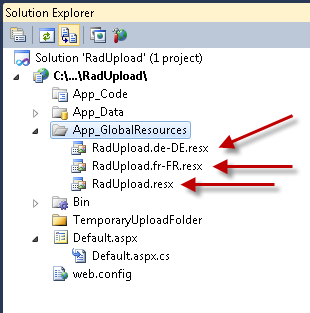 Solution Explorer
Solution 'RadUpload' (1 project)
C:\...\RadUpload\
App_Code
App_Data
App_GlobalResources
RadUpload.de-DE.resx
RadUpload.fr-FR.resx
RadUpload.resx
Bin
TemporaryUploadFolder
Default.aspx
Default.aspx.cs
web.config